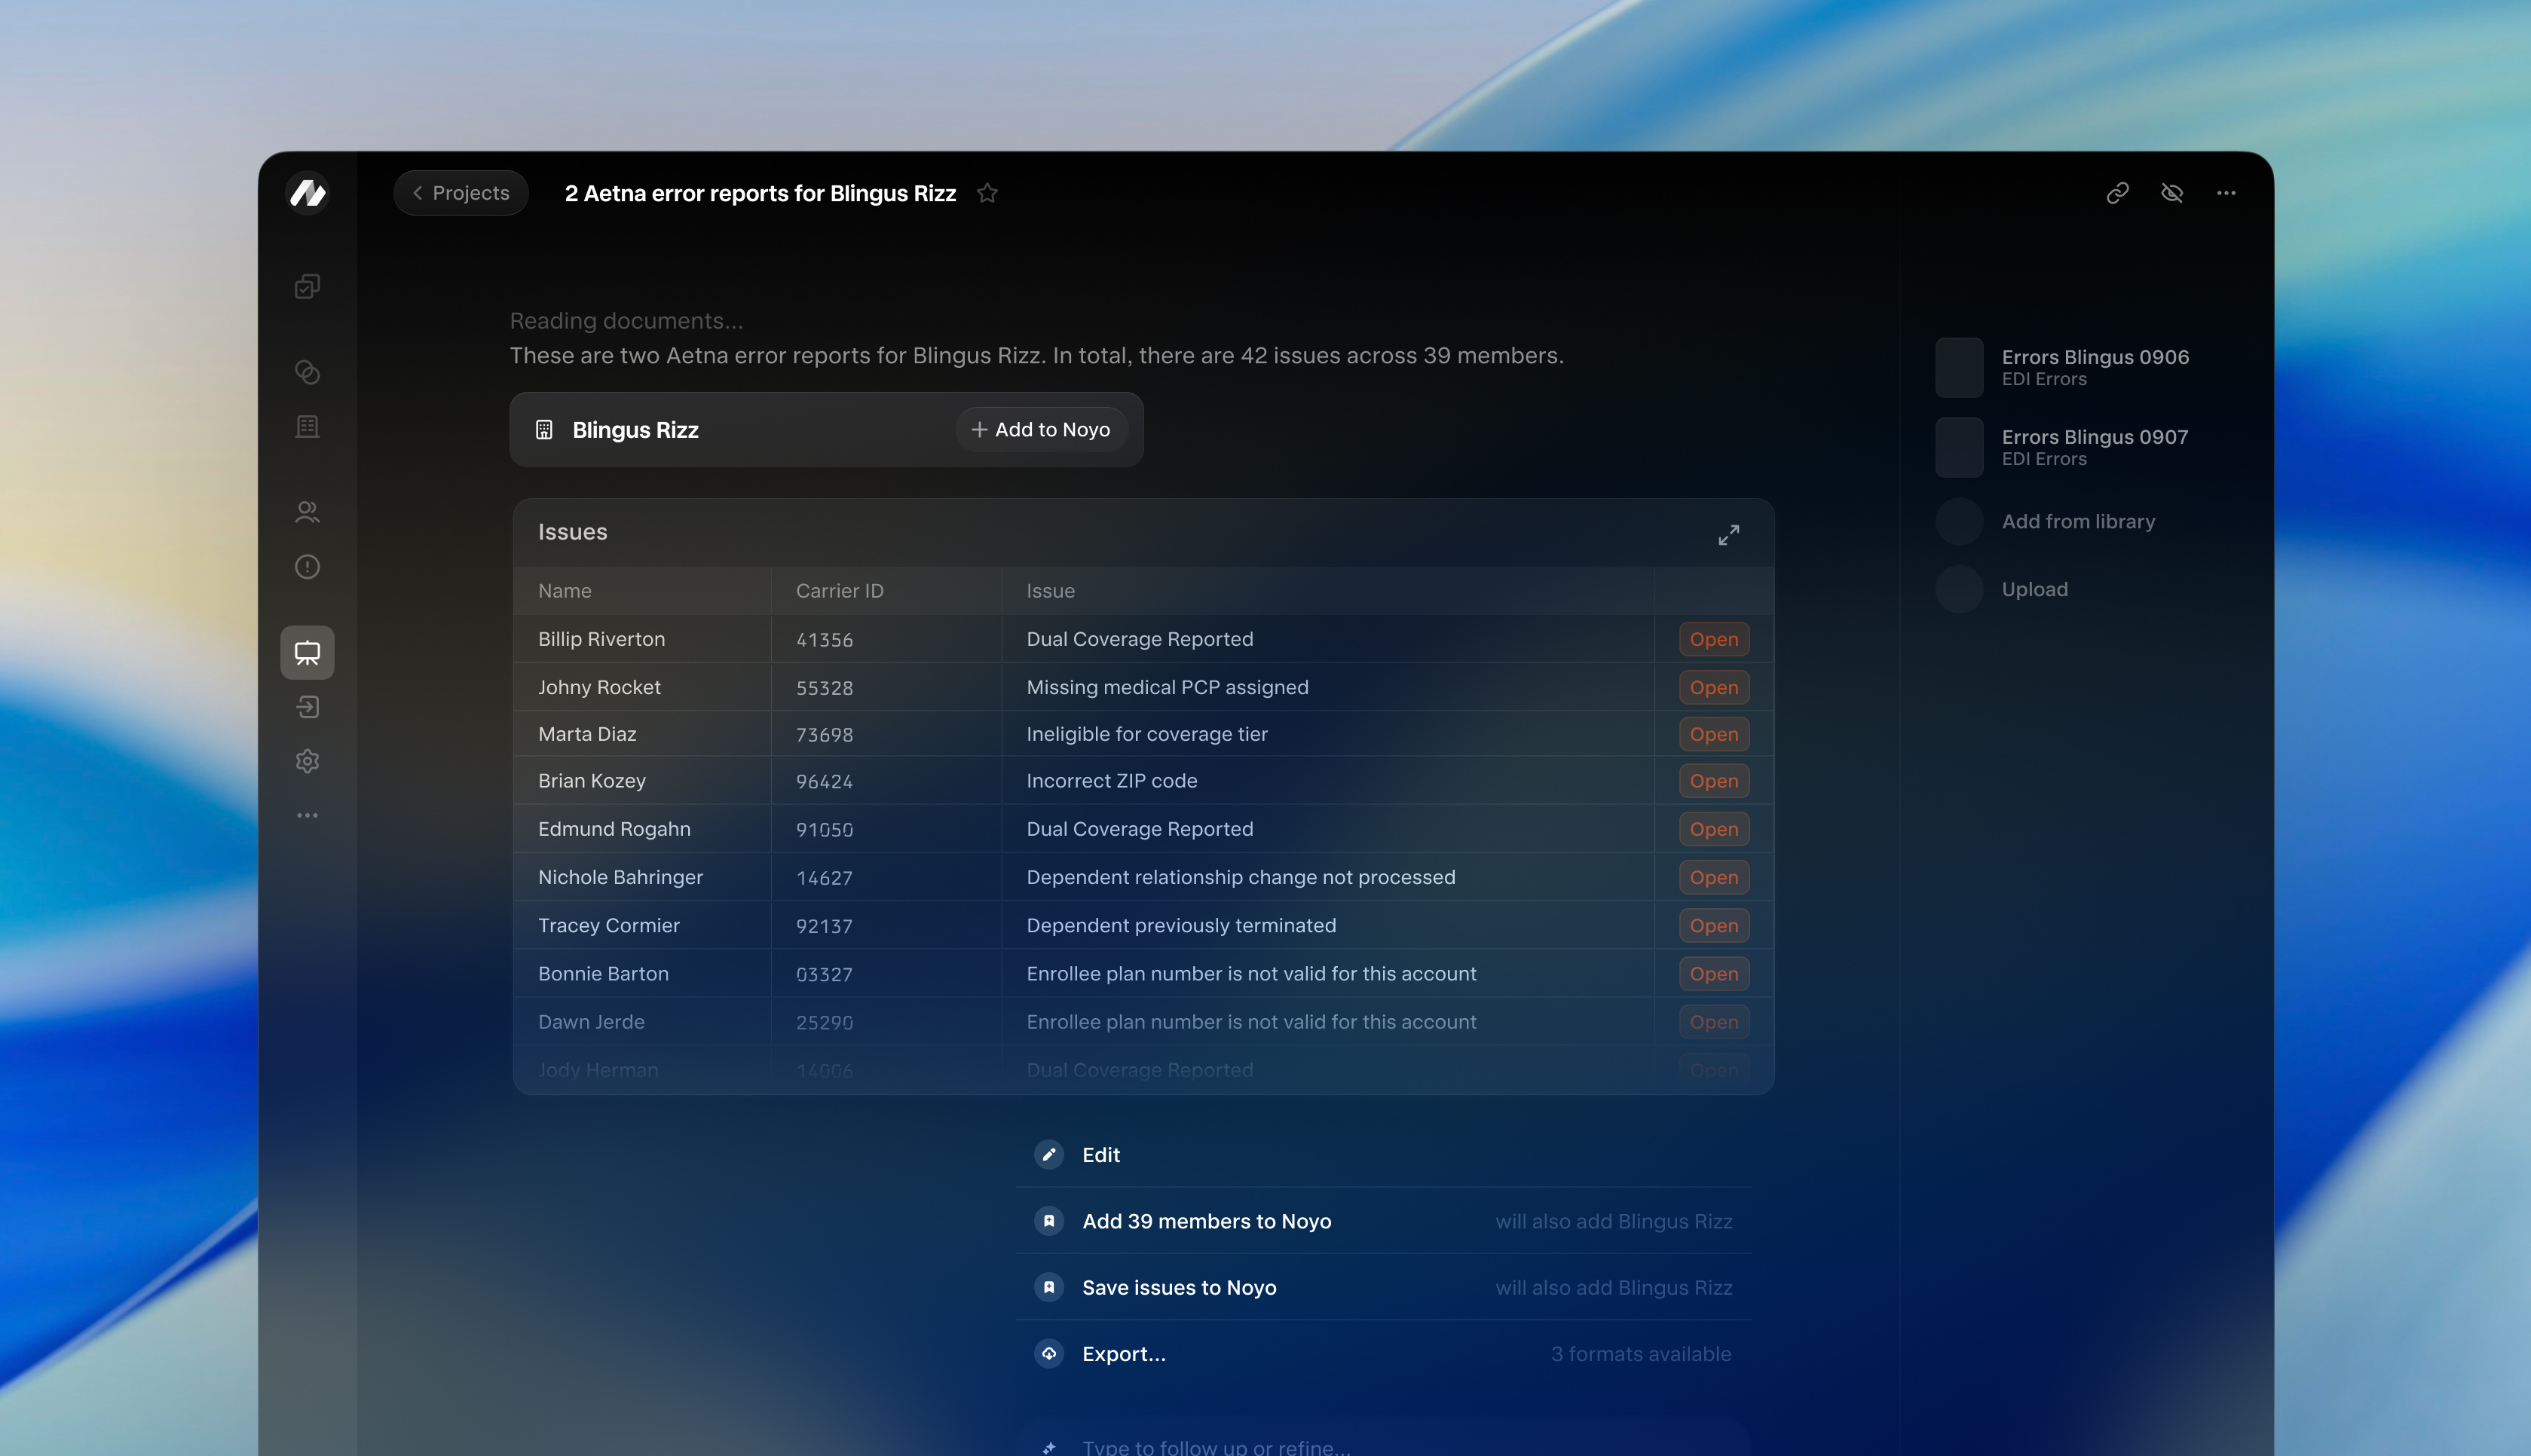 Projects
2 Aetna error reports for Blingus Rizz
Reading documents...
These are two Aetna error reports for Blingus Rizz. In total, there are 42 issues across 39 members.
Blingus Rizz
Add to Noyo
Issues
Name Carrier ID Issue
Billip Riverton 41356 Dual Coverage Reported Open
Johny Rocket 55328 Missing medical PCP assigned Open
Marta Diaz 73698 Ineligible for coverage tier Open
Brian Kozey 96424 Incorrect ZIP code Open
Edmund Rogahn 91050 Dual Coverage Reported Open
Nichole Bahringer 14627 Dependent relationship change not processed Open
Tracey Cormier 92137 Dependent previously terminated Open
Bonnie Barton 03327 Enrollee plan number is not valid for this account Open
Dawn Jerde 25290 Enrollee plan number is not valid for this account Open
Jody Herman 14006 Dual Coverage Reported Open
Edit
Add 39 members to Noyo will also add Blingus Rizz
Save issues to Noyo will also add Blingus Rizz
Export... 3 formats available
Type to follow up or refine...
Errors Blingus 0906
EDI Errors
Errors Blingus 0907
EDI Errors
Add from library
Upload